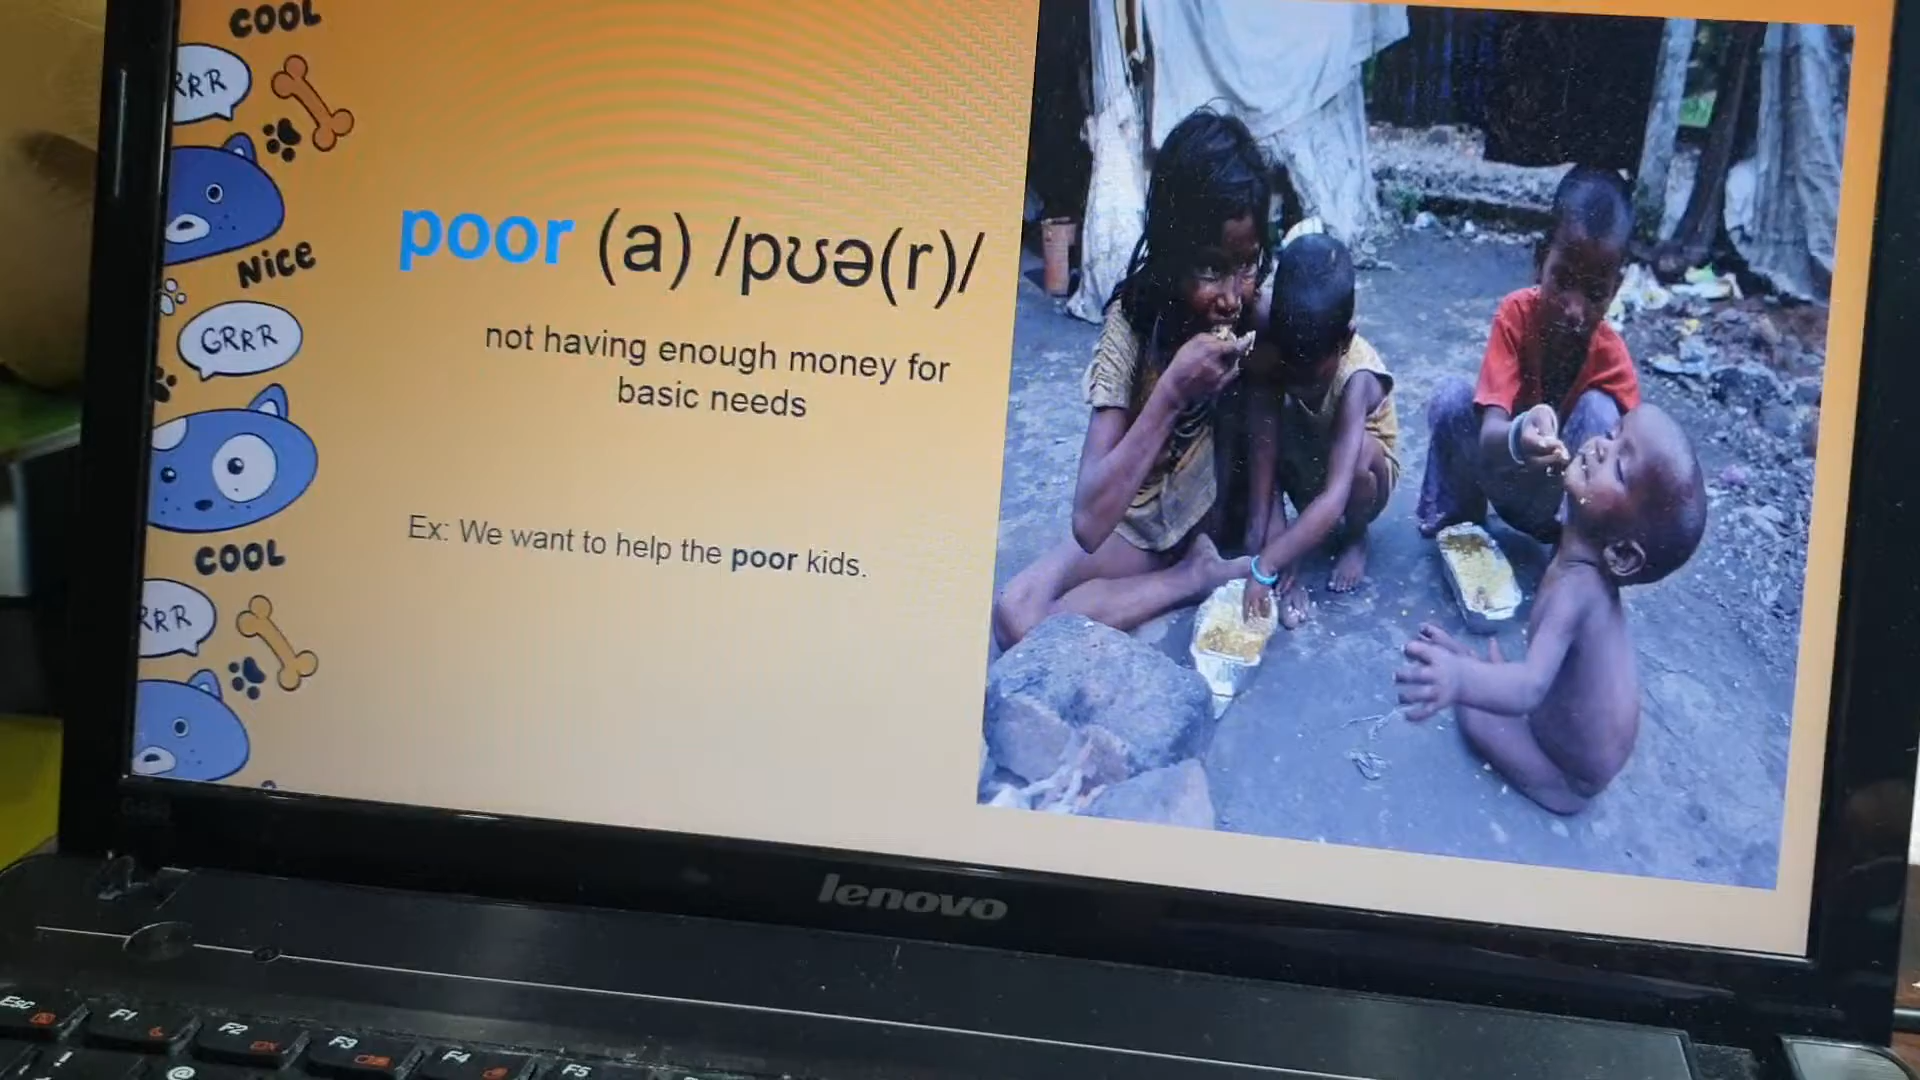 COOL
RRR
NICE
GRRR
COOL
RRR
poor (a) /pʊə(r)/
not having enough money for
basic needs
Ex: We want to help the poor kids.
lenovo
Esc
F1
F2
F3
F4
F5
!
@